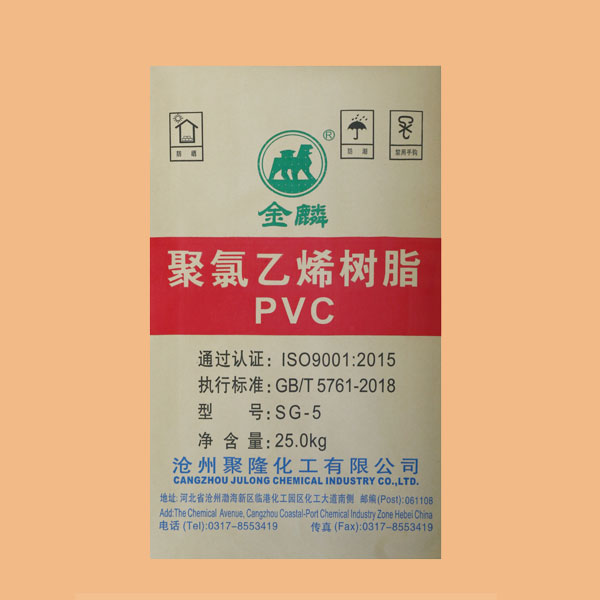 防晒
®
防潮
禁用手钩
金麟
聚氯乙烯树脂
PVC
通过认证：ISO9001:2015
执行标准：GB/T 5761-2018
型 号：SG-5
净 含 量：25.0kg
沧州聚隆化工有限公司
CANGZHOU JULONG CHEMICAL INDUSTRY CO.,LTD.
地址: 河北省沧州渤海新区临港化工园区化工大道南侧 邮编(Post): 061108
Add:The Chemical Avenue, Cangzhou Coastal-Port Chemical Industry Zone Hebei China
电话 (Tel):0317-8553419 传真 (Fax):0317-8553419